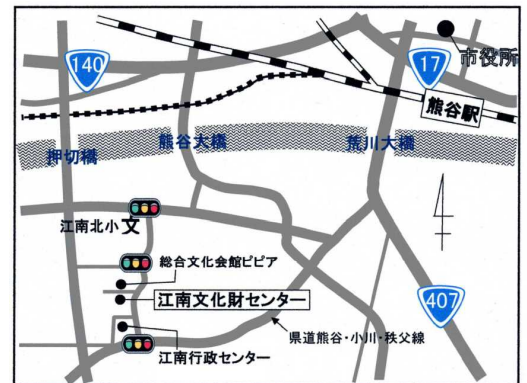 市役所
140
17
熊谷駅
押切橋
熊谷大橋
荒川大橋
江南北小文
総合文化会館ピピア
江南文化財センター
407
県道熊谷・小川・秩父線
江南行政センター